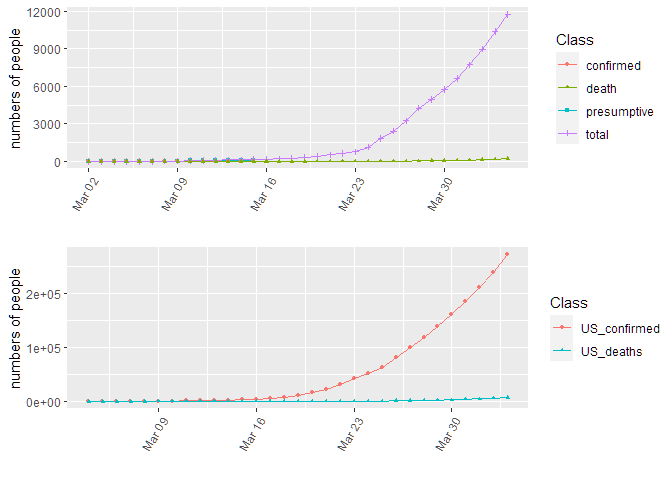 numbers of people
12000
9000
6000
3000
0
Mar 02
Mar 09
Mar 16
Mar 23
Mar 30
Class
confirmed
death
presumptive
total
numbers of people
2e+05
1e+05
0e+00
Mar 09
Mar 16
Mar 23
Mar 30
Class
US_confirmed
US_deaths